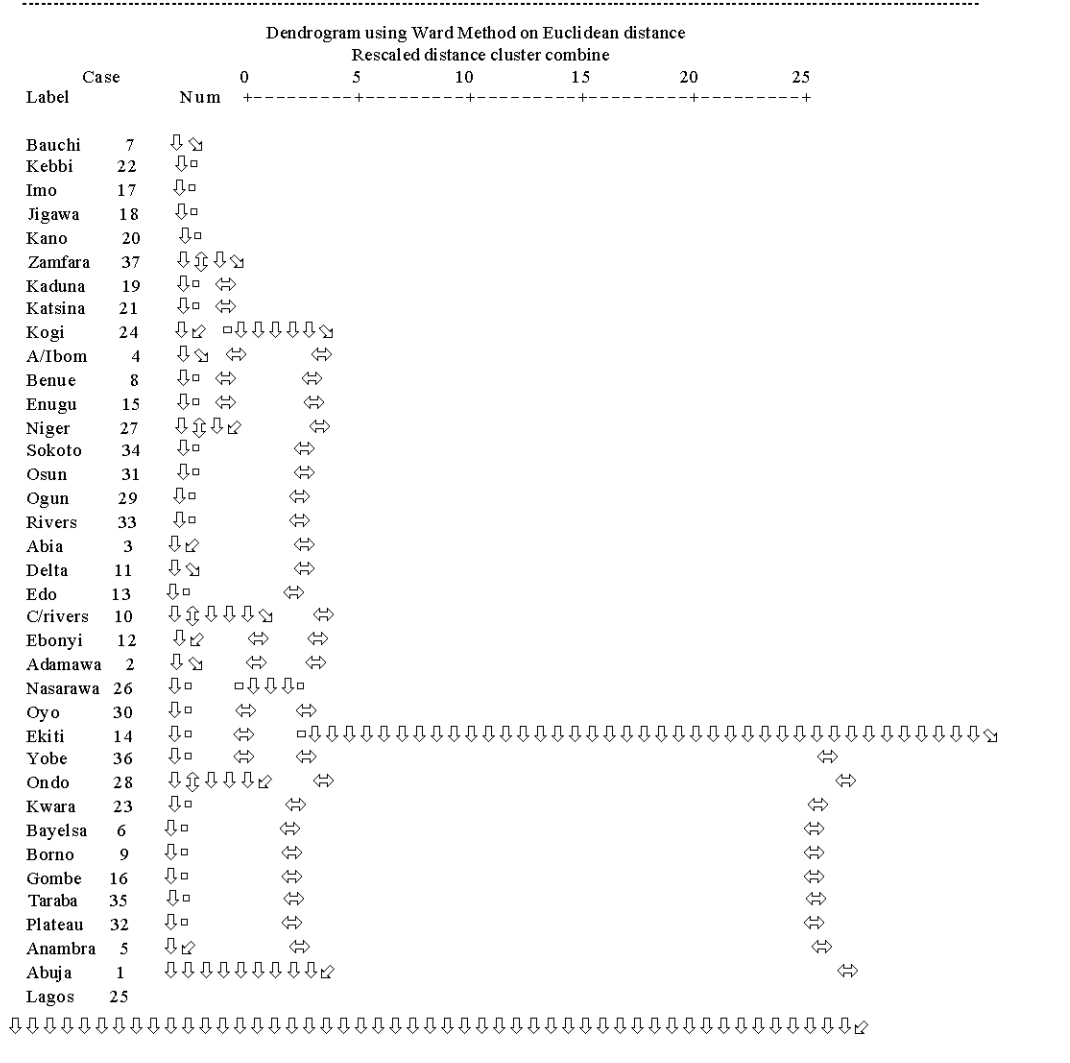 Dendrogram using Ward Method on Euclidean distance
Rescaled distance cluster combine
Case 0 5 10 15 20 25
Label Num +---------+---------+---------+---------+---------+
Bauchi 7 ⇩⇘
Kebbi 22 ⇩□
Imo 17 ⇩□
Jigawa 18 ⇩□
Kano 20 ⇩□
Zamfara 37 ⇩⇕⇩⇘
Kaduna 19 ⇩□ ⇔
Katsina 21 ⇩□ ⇔
Kogi 24 ⇩⇙ □⇩⇩⇩⇩⇩⇘
A/Ibom 4 ⇩⇘ ⇔ ⇔
Benue 8 ⇩□ ⇔ ⇔
Enugu 15 ⇩□ ⇔ ⇔
Niger 27 ⇩⇕⇩⇙ ⇔
Sokoto 34 ⇩□ ⇔
Osun 31 ⇩□ ⇔
Ogun 29 ⇩□ ⇔
Rivers 33 ⇩□ ⇔
Abia 3 ⇩⇙ ⇔
Delta 11 ⇩⇘ ⇔
Edo 13 ⇩□ ⇔
C/rivers 10 ⇩⇕⇩⇩⇩⇘ ⇔
Ebonyi 12 ⇩⇙ ⇔ ⇔
Adamawa 2 ⇩⇘ ⇔ ⇔
Nasarawa 26 ⇩□ □⇩⇩⇩□
Oyo 30 ⇩□ ⇔ ⇔
Ekiti 14 ⇩□ ⇔ □⇩⇩⇩⇩⇩⇩⇩⇩⇩⇩⇩⇩⇩⇩⇩⇩⇩⇩⇩⇩⇩⇩⇩⇩⇩⇩⇩⇩⇩⇩⇩⇩⇩⇩⇩⇩⇩⇩⇩⇘
Yobe 36 ⇩□ ⇔ ⇔ ⇔
Ondo 28 ⇩⇕⇩⇩⇩⇙ ⇔ ⇔
Kwara 23 ⇩□ ⇔ ⇔
Bayelsa 6 ⇩□ ⇔ ⇔
Borno 9 ⇩□ ⇔ ⇔
Gombe 16 ⇩□ ⇔ ⇔
Taraba 35 ⇩□ ⇔ ⇔
Plateau 32 ⇩□ ⇔ ⇔
Anambra 5 ⇩⇙ ⇔ ⇔
Abuja 1 ⇩⇩⇩⇩⇩⇩⇩⇩⇩⇙ ⇔
Lagos 25
⇩⇩⇩⇩⇩⇩⇩⇩⇩⇩⇩⇩⇩⇩⇩⇩⇩⇩⇩⇩⇩⇩⇩⇩⇩⇩⇩⇩⇩⇩⇩⇩⇩⇩⇩⇩⇩⇩⇩⇩⇩⇩⇩⇩⇩⇩⇩⇩⇩⇙